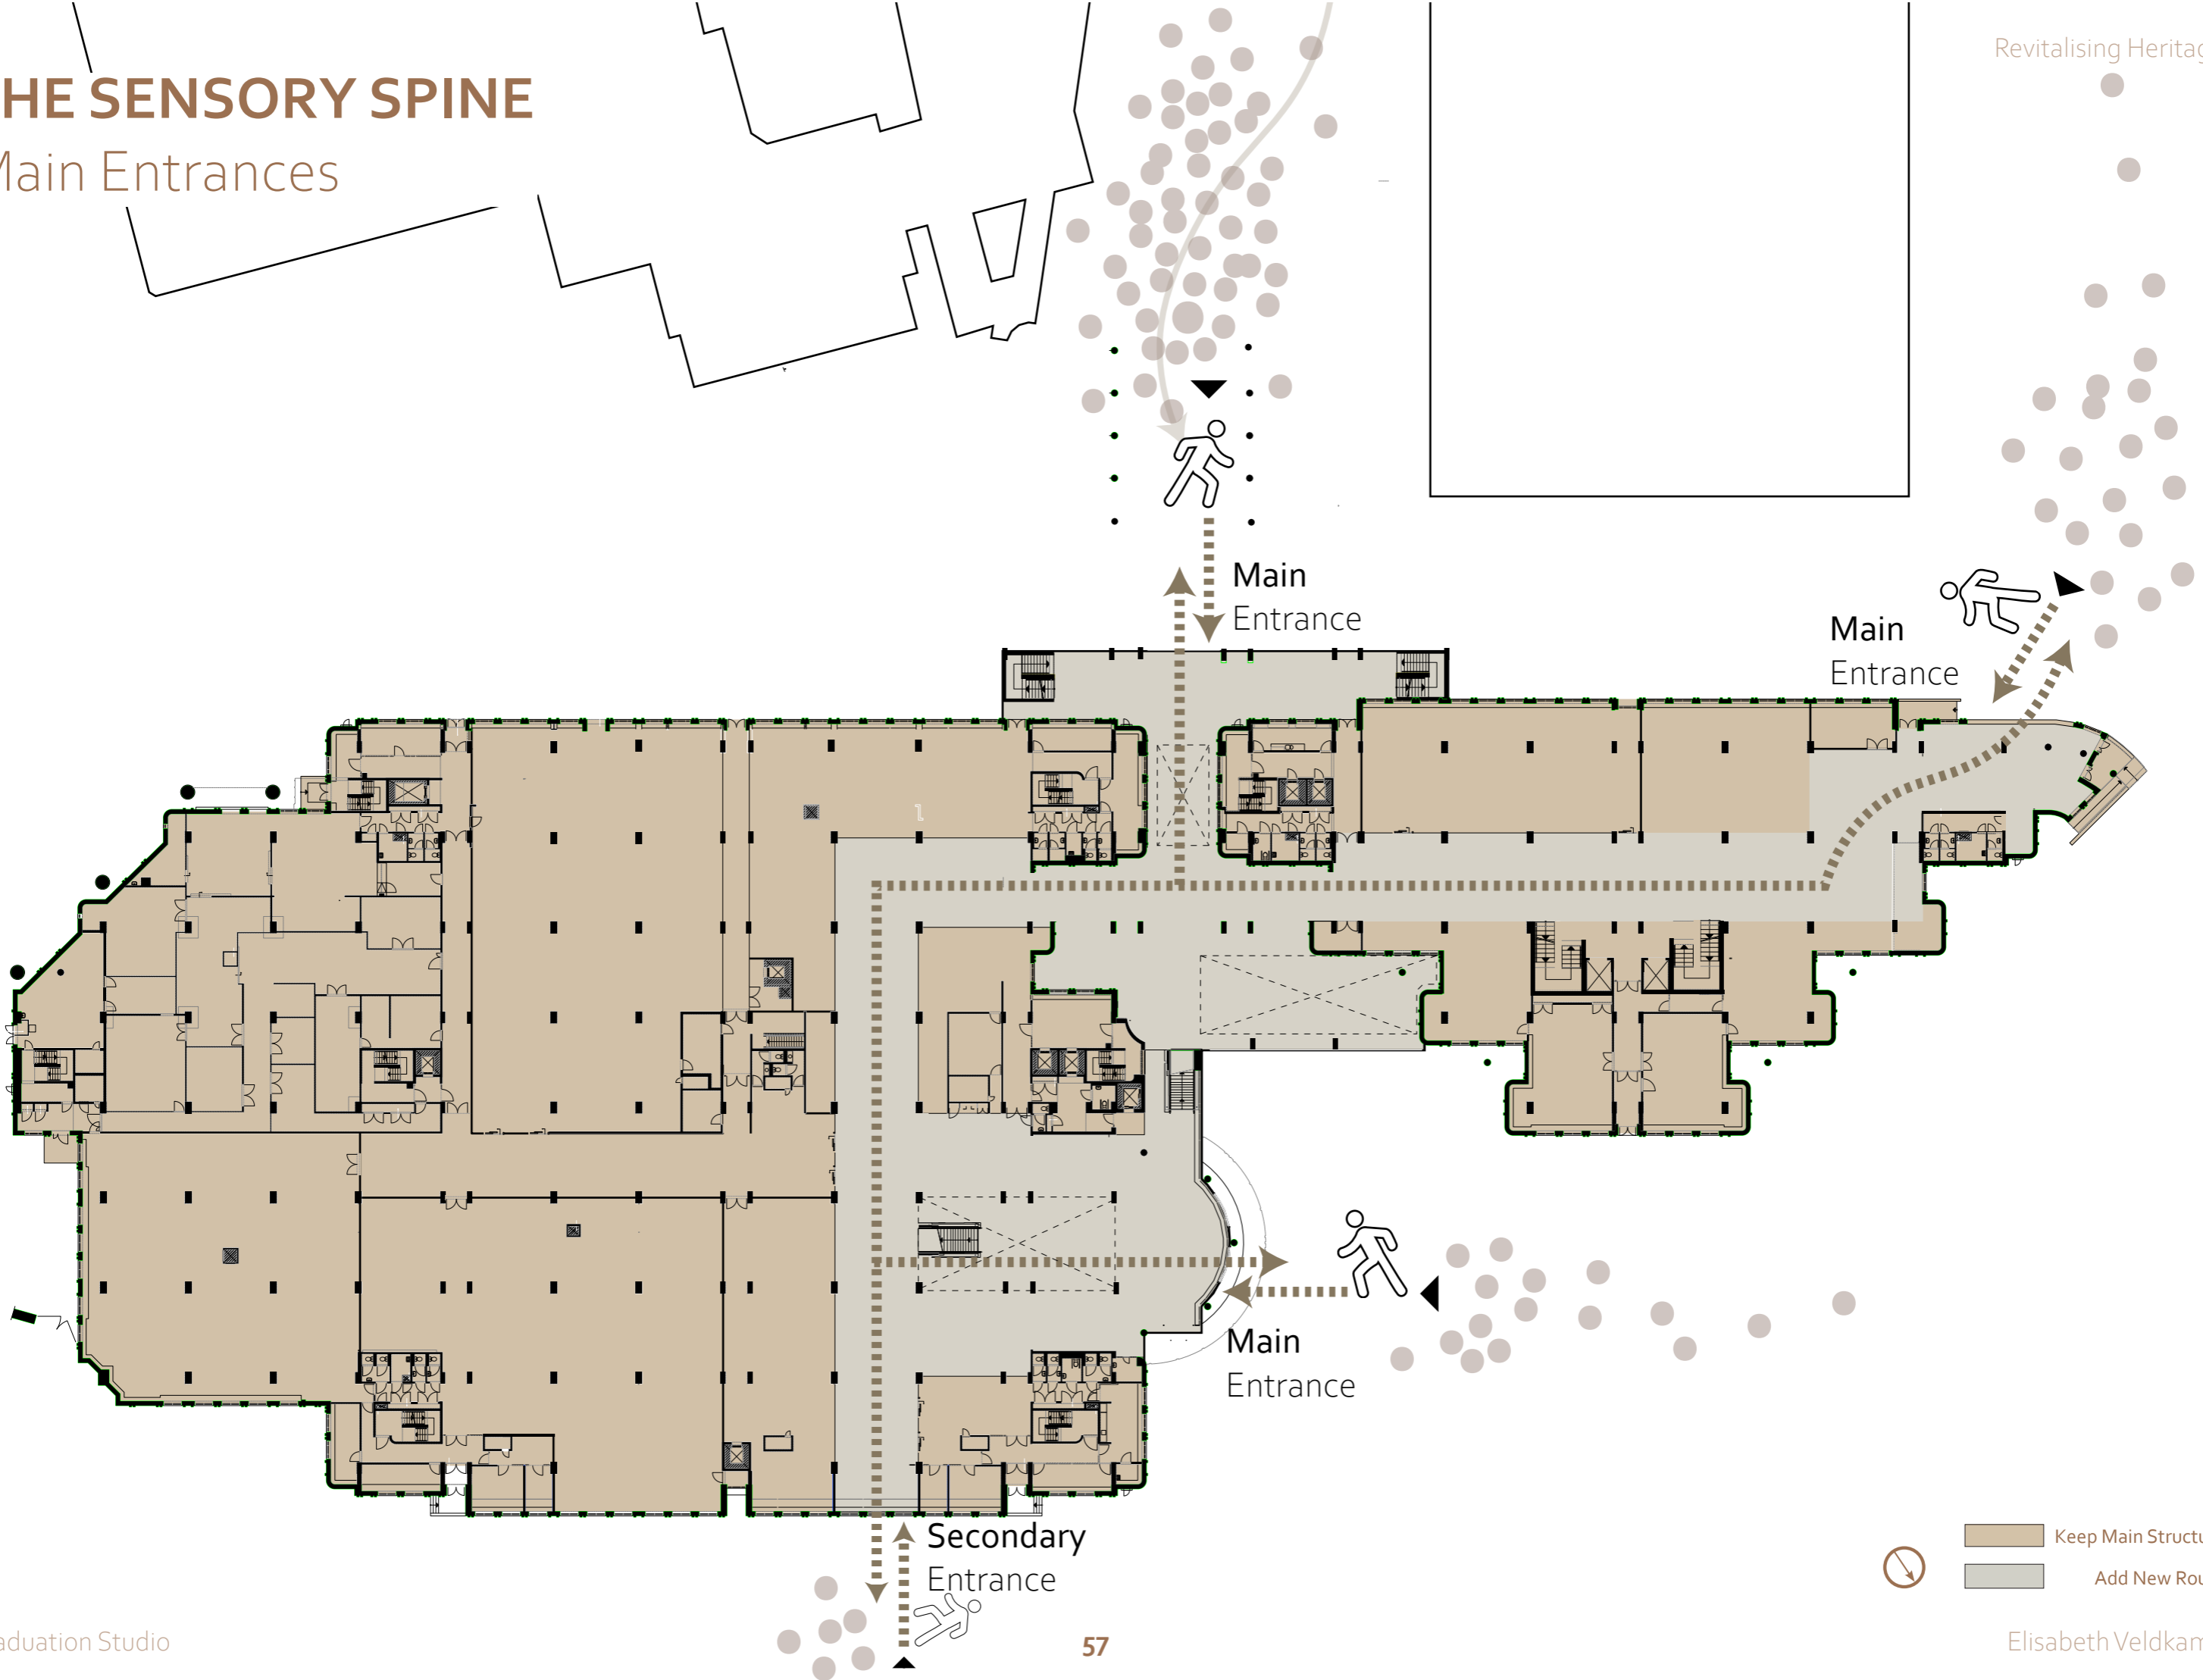 Revitalising Heritag
HE SENSORY SPINE
Main Entrances
Main
Entrance
Main
Entrance
Main
Entrance
Secondary
Entrance
Keep Main Structu
Add New Rou
aduation Studio
57
Elisabeth Veldkam